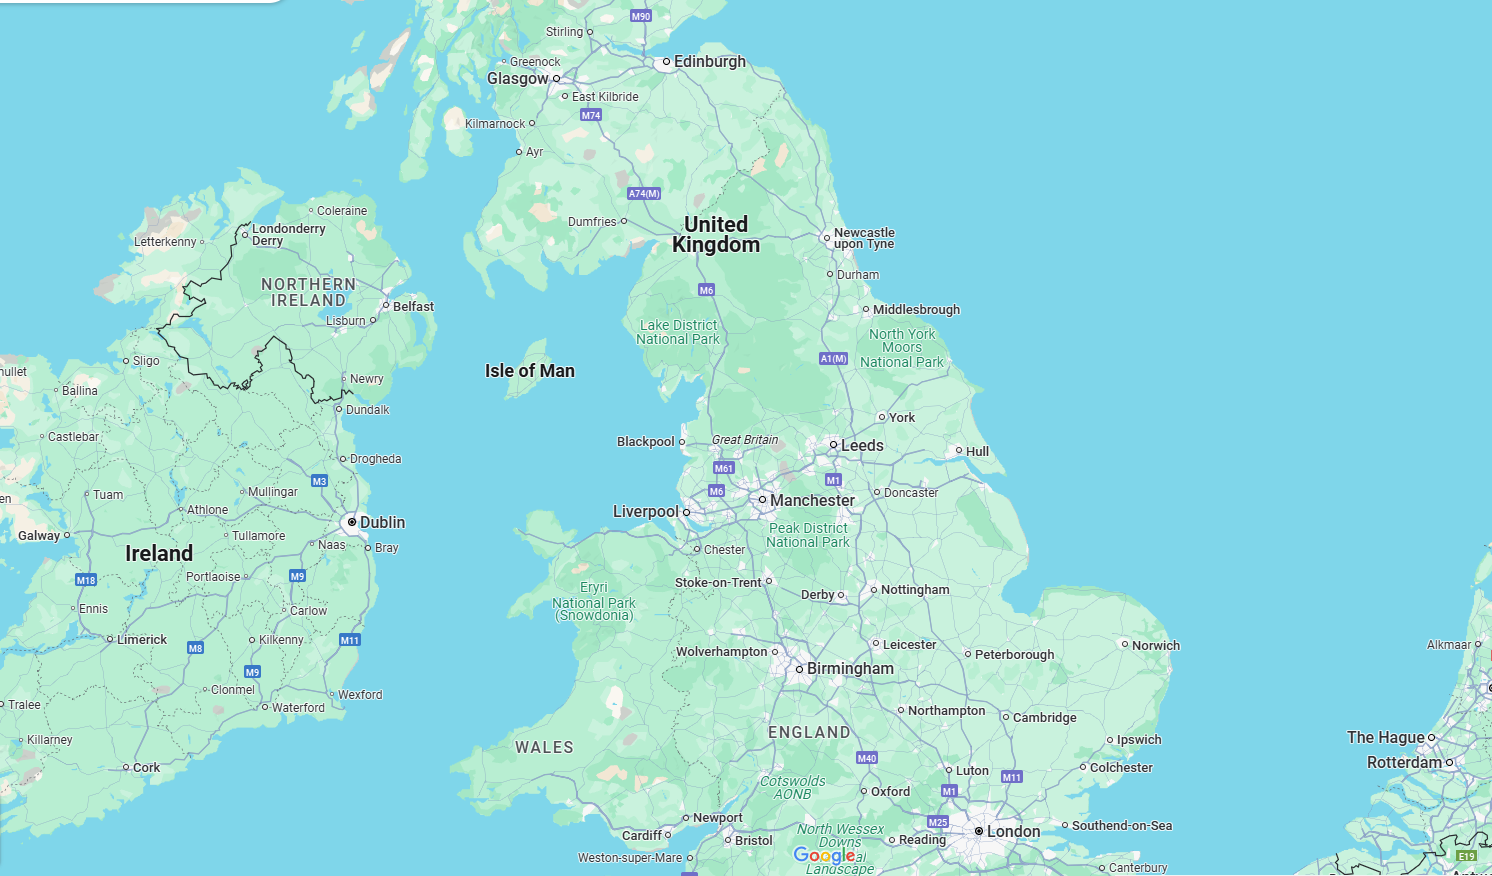 M90
Stirling
Greenock
Edinburgh
Glasgow
East Kilbride
M74
Kilmarnock
Ayr
A74(M)
Coleraine
Dumfries
United
Kingdom
Londonderry
Derry
Letterkenny
Newcastle
upon Tyne
Durham
NORTHERN
IRELAND
M6
Belfast
Lisburn
Middlesbrough
Lake District
National Park
North York
Moors
National Park
A1(M)
Sligo
Isle of Man
Newry
Ballina
Dundalk
York
Castlebar
Blackpool
Great Britain
Leeds
Hull
Drogheda
M61
M3
M1
Tuam
Mullingar
M6
Doncaster
Manchester
Athlone
Liverpool
Dublin
Peak District
National Park
Galway
Tullamore
Naas
Bray
Ireland
Chester
Portlaoise
M9
M18
Stoke-on-Trent
Eryri
National Park
(Snowdonia)
Derby
Nottingham
Ennis
Carlow
Limerick
Kilkenny
M11
M8
Leicester
Norwich
Alkmaar
Wolverhampton
Peterborough
Birmingham
M9
Clonmel
Wexford
Tralee
Waterford
Northampton
Cambridge
Killarney
WALES
ENGLAND
Ipswich
The Hague
M40
Rotterdam
Cork
Luton
M11
Colchester
Cotswolds
AONB
Oxford
M1
Newport
M25
Southend-on-Sea
Cardiff
Bristol
North Wessex
Downs
Landscape
Reading
London
Google
Weston-super-Mare
Canterbury
E19